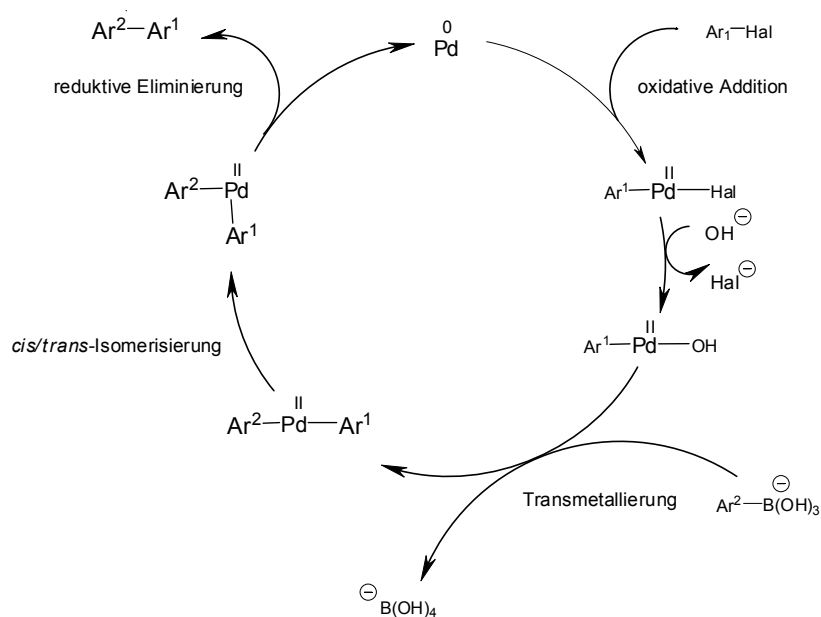 Ar²–Ar¹
0
Pd
Ar₁–Hal
reduktive Eliminierung
oxidative Addition
II
Ar²–Pd
Ar¹
II
Ar¹–Pd–Hal
OH⊖
Hal⊖
II
Ar¹–Pd–OH
cis/trans-Isomerisierung
II
Ar²–Pd–Ar¹
Transmetallierung
⊖
Ar²–B(OH)₃
⊖B(OH)₄